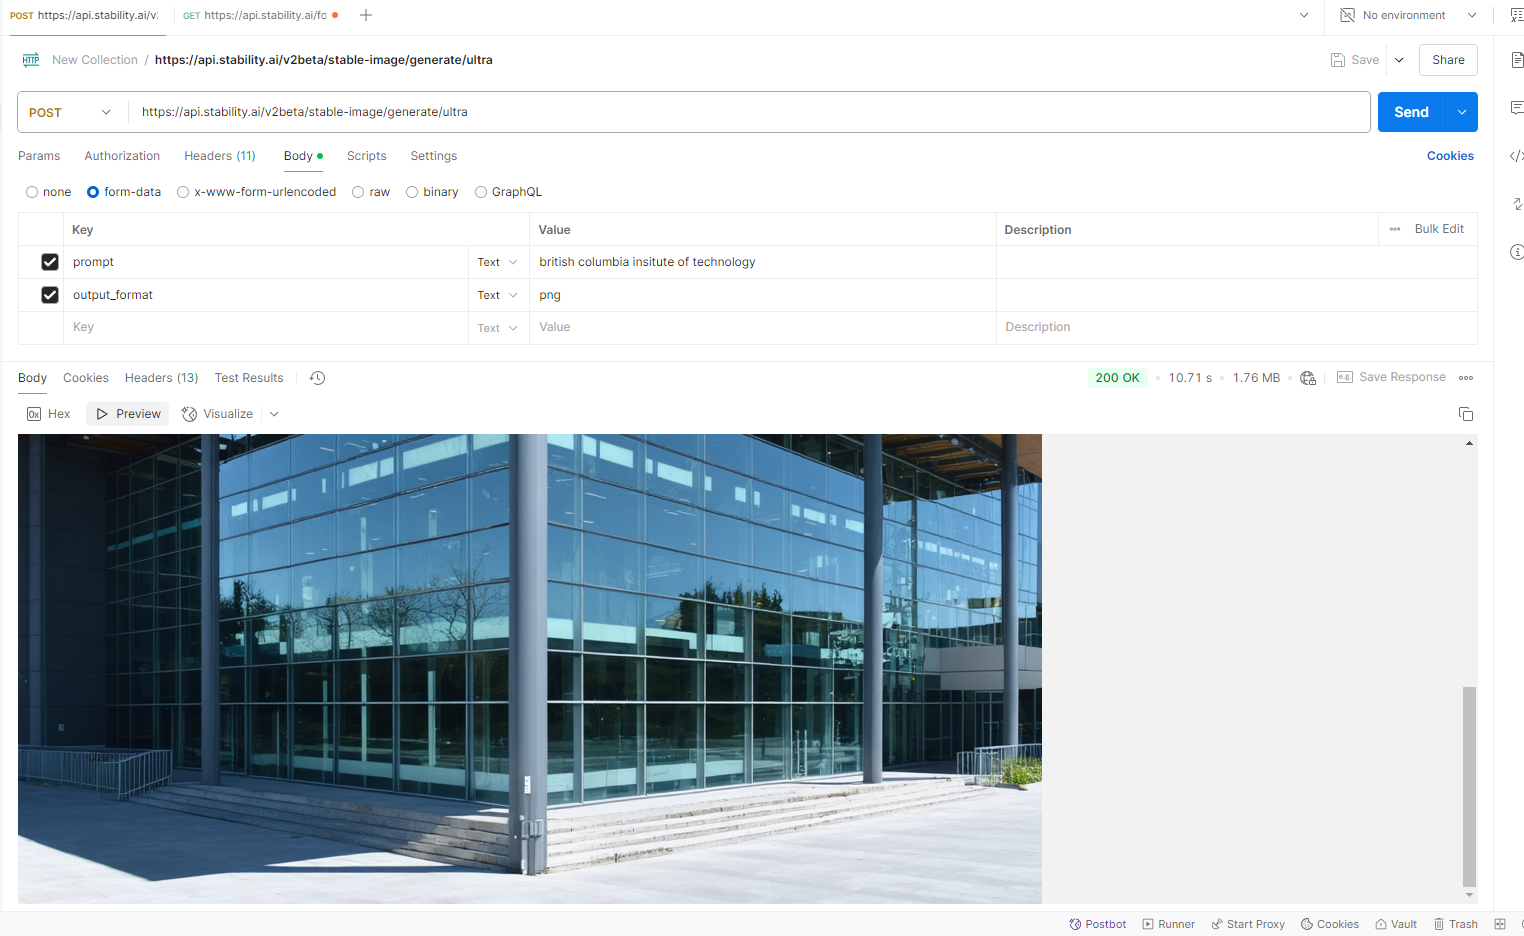 POST https://api.stability.ai/v
GET https://api.stability.ai/fo
No environment
HTTP New Collection / https://api.stability.ai/v2beta/stable-image/generate/ultra
Save
Share
POST https://api.stability.ai/v2beta/stable-image/generate/ultra
Send
Params Authorization Headers (11) Body Scripts Settings
Cookies
none form-data x-www-form-urlencoded raw binary GraphQL
Key Value Description Bulk Edit
prompt Text british columbia insitute of technology
output_format Text png
Key Text Value Description
Body Cookies Headers (13) Test Results
200 OK 10.71 s 1.76 MB e.g. Save Response
0x Hex Preview Visualize
Postbot Runner Start Proxy Cookies Vault Trash